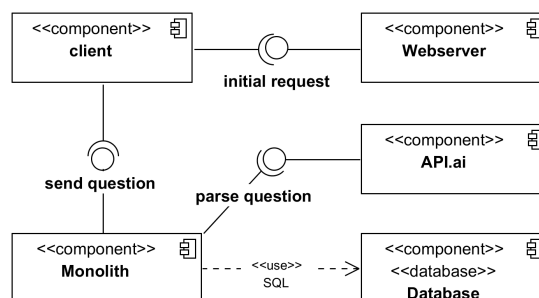 <<component>>
client
<<component>>
Webserver
initial request
<<component>>
API.ai
send question
parse question
<<component>>
Monolith
<<use>>
SQL
<<component>>
<<database>>
Database